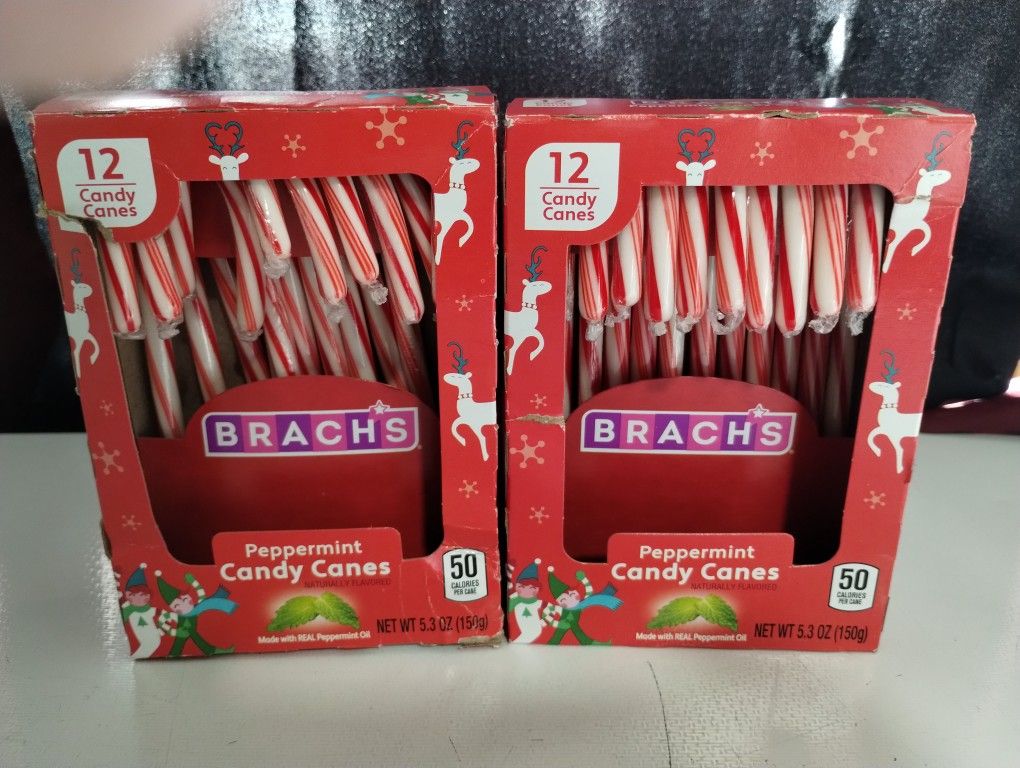 12
Candy
Canes
BRACH'S
Peppermint
Candy Canes
NATURALLY FLAVORED
Made with REAL Peppermint Oil
50
CALORIES
PER CANE
NET WT 5.3 OZ (150g)
12
Candy
Canes
BRACH'S
Peppermint
Candy Canes
NATURALLY FLAVORED
Made with REAL Peppermint Oil
50
CALORIES
PER CANE
NET WT 5.3 OZ (150g)